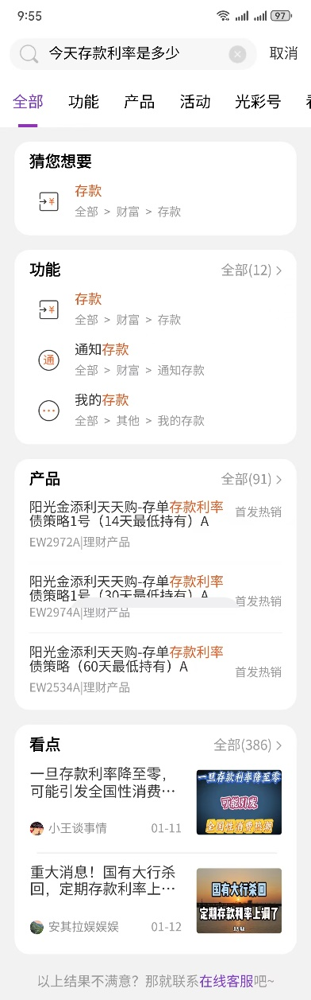 9:55
97
今天存款利率是多少
取消
全部 功能 产品 活动 光彩号
猜您想要
存款
全部 > 财富 > 存款
功能
全部(12) >
存款
全部 > 财富 > 存款
通
通知存款
全部 > 财富 > 通知存款
我的存款
全部 > 其他 > 我的存款
产品
全部(91) >
阳光金添利天天购-存单存款利率
债策略1号（14天最低持有）A
首发热销
EW2972A|理财产品
阳光金添利天天购-存单存款利率
债策略1号（30天最低持有）A
首发热销
EW2974A|理财产品
阳光金添利天天购-存单存款利率
债策略（60天最低持有）A
首发热销
EW2534A|理财产品
看点
全部(386) >
一旦存款利率降至零，
可能引发全国性消费…
小王谈事情
01-11
一旦存款利率降至零
可能引发
全国性消费热潮
重大消息！国有大行杀
回，定期存款利率上…
安其拉娱娱娱
01-12
国有大行杀回
定期存款利率上调了
以上结果不满意？那就联系在线客服吧~